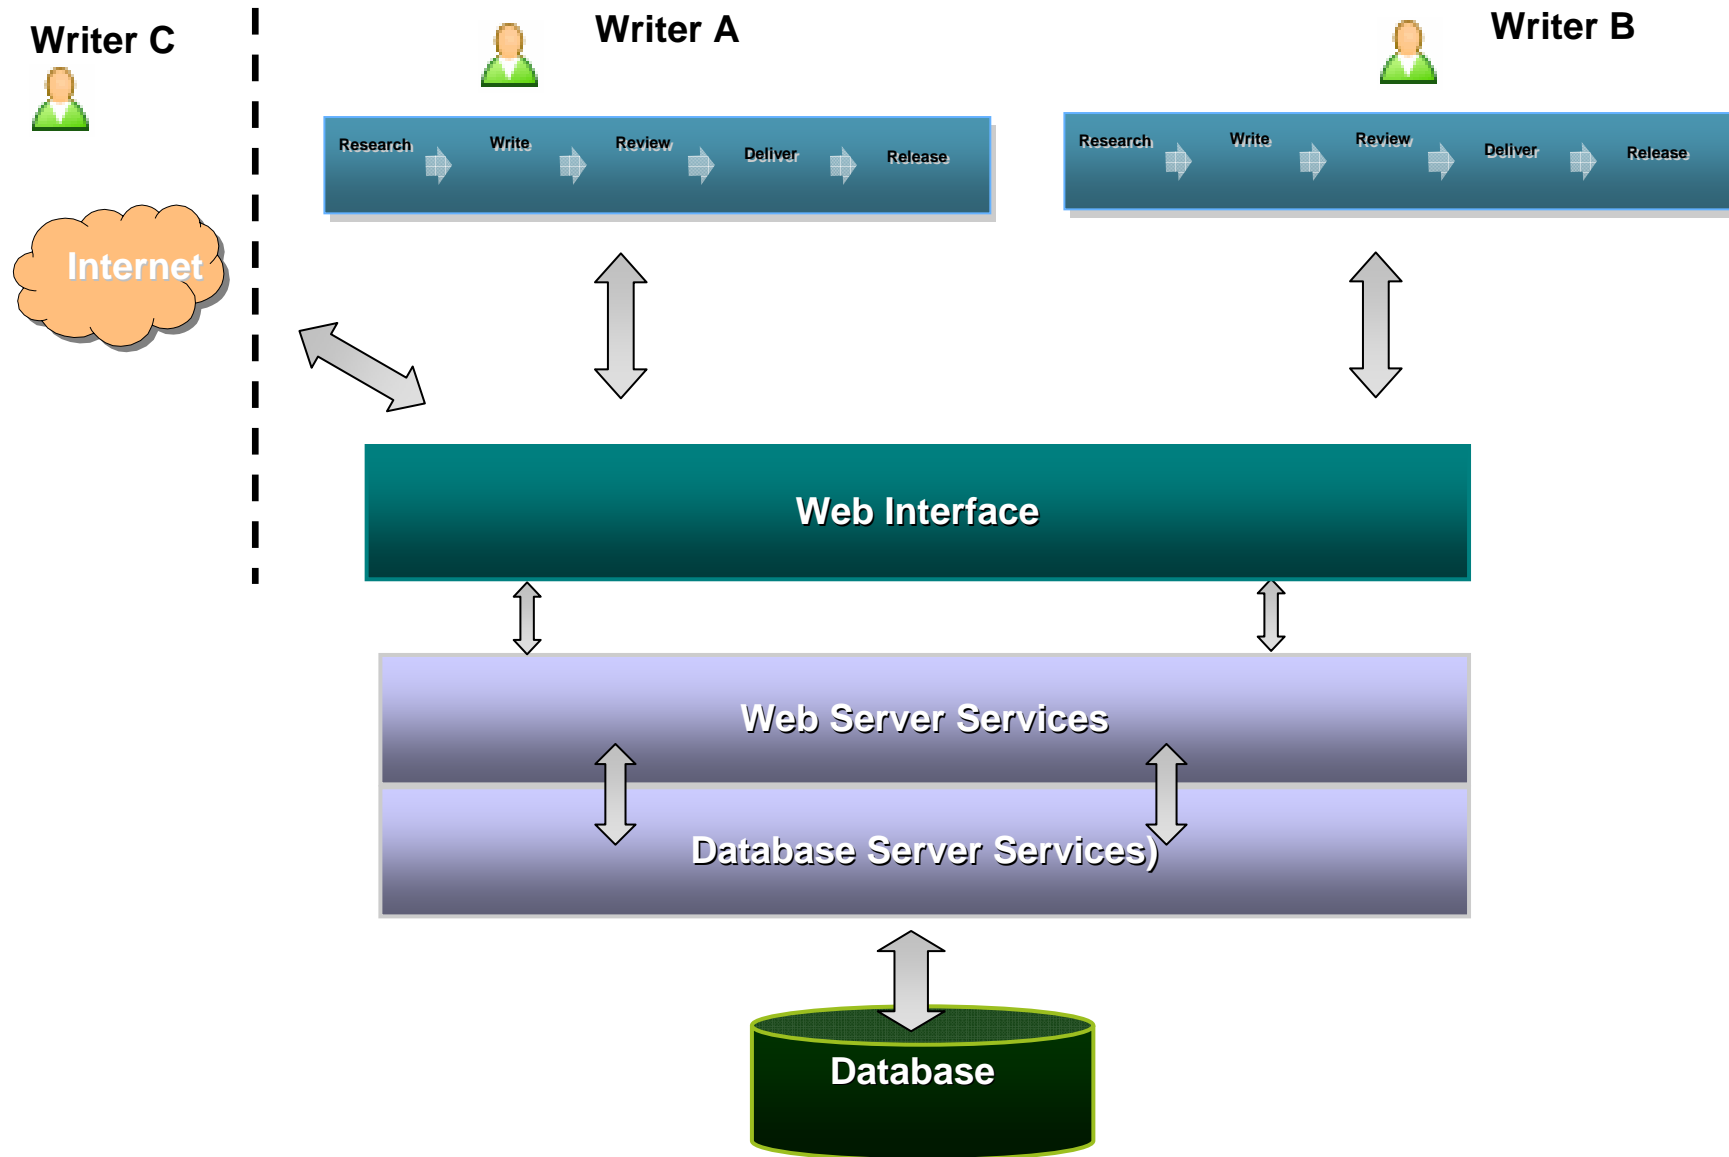 Writer C
Writer A
Writer B
Research
Write
Review
Deliver
Release
Research
Write
Review
Deliver
Release
Internet
Web Interface
Web Server Services
Database Server Services)
Database